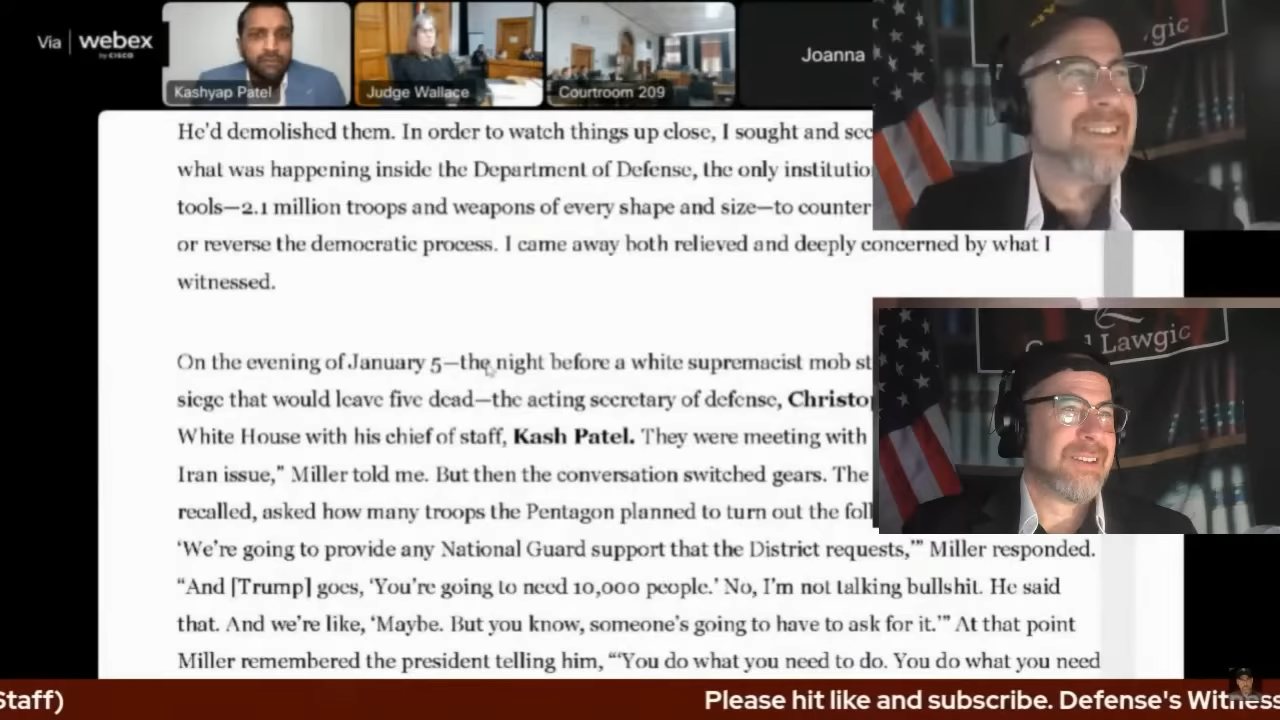 Via | webex
by CISCO
Kashyap Patel
Judge Wallace
Courtroom 209
Joanna
.gic
He'd demolished them. In order to watch things up close, I sought and sec
what was happening inside the Department of Defense, the only institutio
tools—2.1 million troops and weapons of every shape and size—to counter
or reverse the democratic process. I came away both relieved and deeply concerned by what I
witnessed.
Lawgic
On the evening of January 5—the night before a white supremacist mob st
siege that would leave five dead—the acting secretary of defense, Christo
White House with his chief of staff, Kash Patel. They were meeting with
Iran issue,” Miller told me. But then the conversation switched gears. The
recalled, asked how many troops the Pentagon planned to turn out the foll
‘We’re going to provide any National Guard support that the District requests,’” Miller responded.
“And [Trump] goes, ‘You’re going to need 10,000 people.’ No, I’m not talking bullshit. He said
that. And we’re like, ‘Maybe. But you know, someone’s going to have to ask for it.’” At that point
Miller remembered the president telling him, “‘You do what you need to do. You do what you need
Staff)
Please hit like and subscribe. Defense's Witness